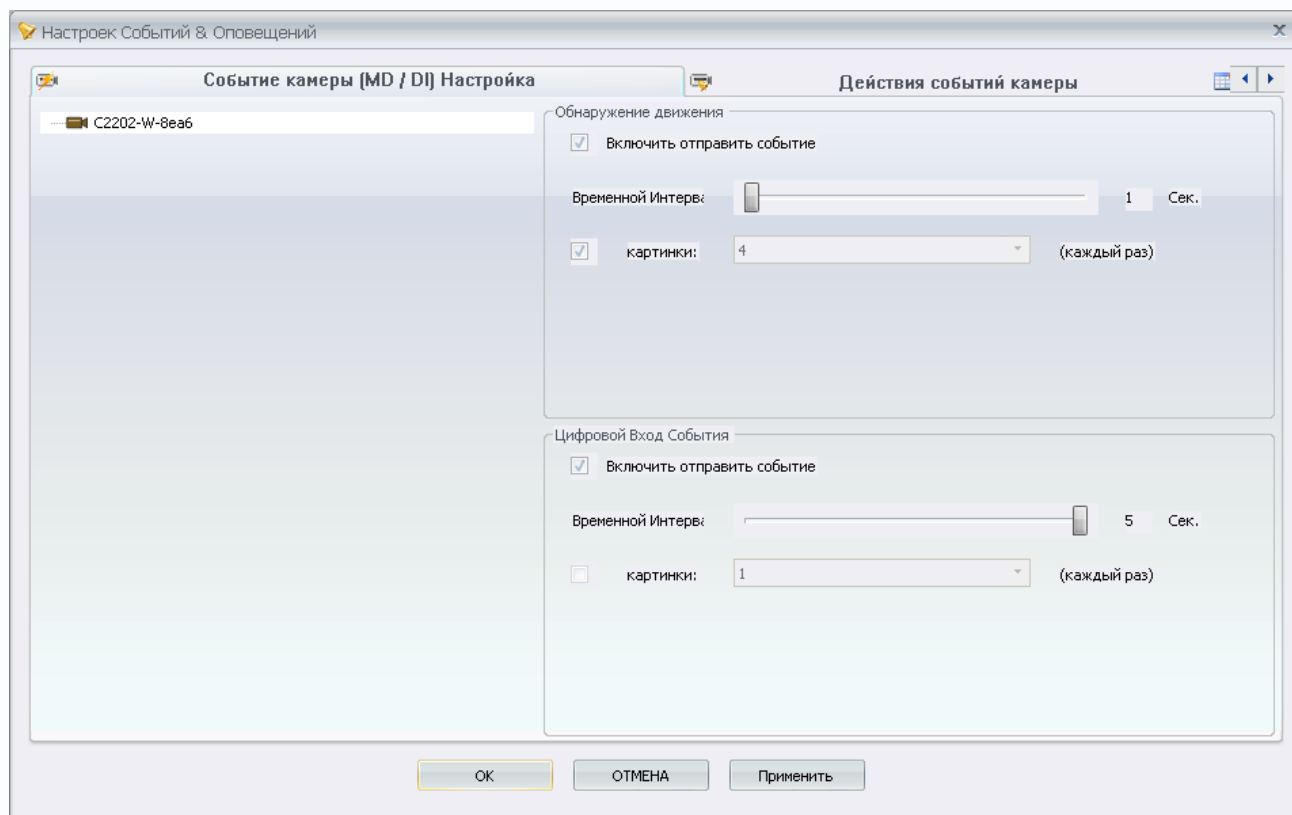 Настроек Событий & Оповещений
Событие камеры (MD / DI) Настройка
Действия событий камеры
C2202-W-8ea6
Обнаружение движения
Включить отправить событие
Временной Интерва
1 Сек.
картинки: 4 (каждый раз)
Цифровой Вход События
Включить отправить событие
Временной Интерва
5 Сек.
картинки: 1 (каждый раз)
OK ОТМЕНА Применить